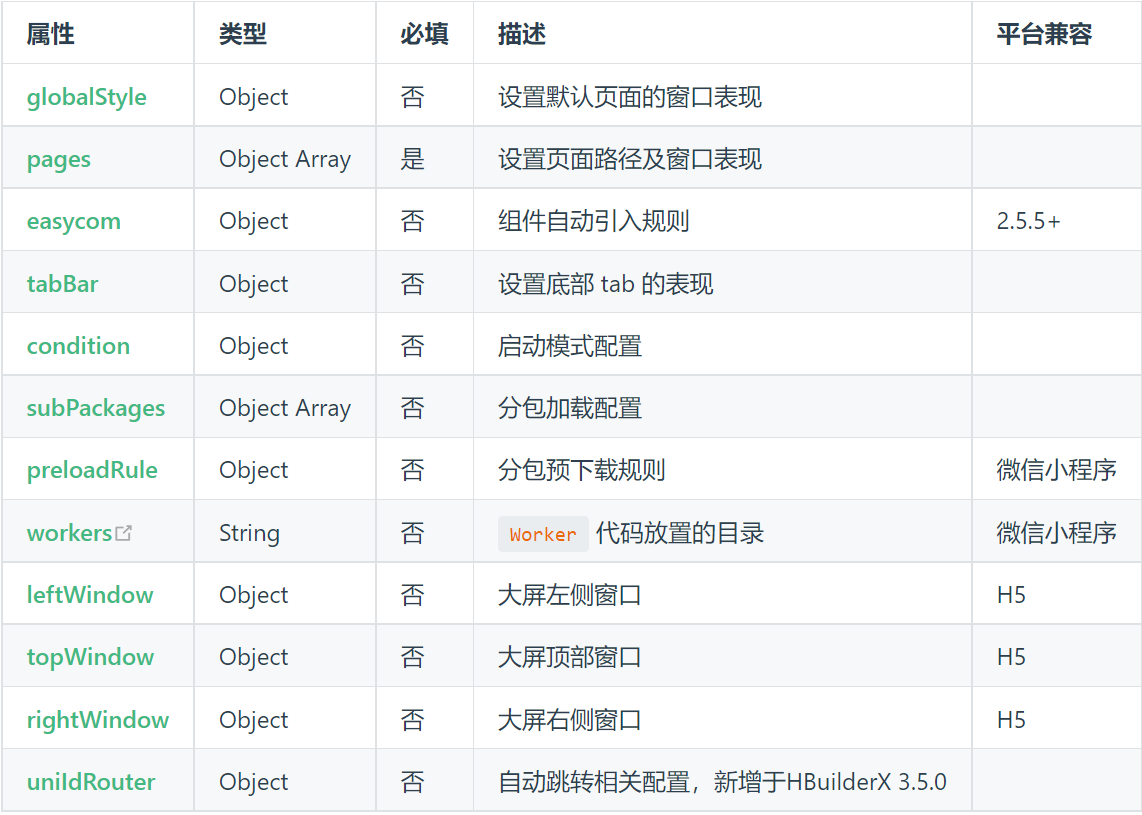 属性 类型 必填 描述 平台兼容
globalStyle Object 否 设置默认页面的窗口表现
pages Object Array 是 设置页面路径及窗口表现
easycom Object 否 组件自动引入规则 2.5.5+
tabBar Object 否 设置底部 tab 的表现
condition Object 否 启动模式配置
subPackages Object Array 否 分包加载配置
preloadRule Object 否 分包预下载规则 微信小程序
workers String 否 Worker 代码放置的目录 微信小程序
leftWindow Object 否 大屏左侧窗口 H5
topWindow Object 否 大屏顶部窗口 H5
rightWindow Object 否 大屏右侧窗口 H5
uniIdRouter Object 否 自动跳转相关配置，新增于HBuilderX 3.5.0